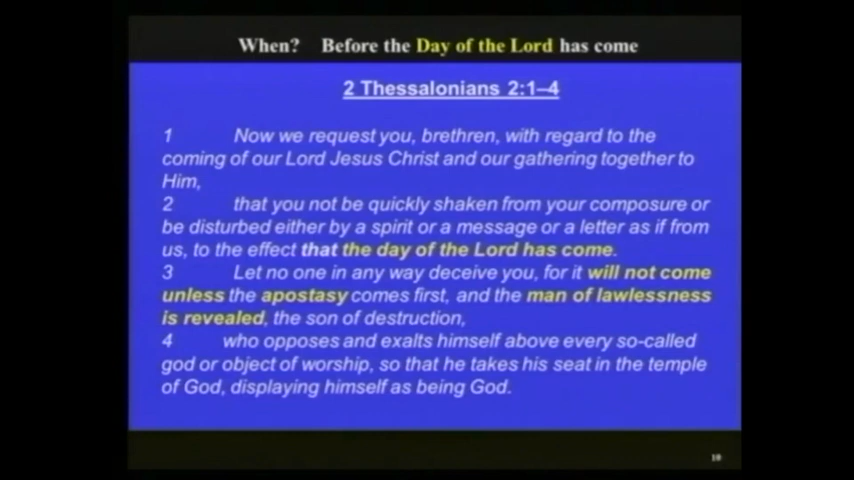 When? Before the Day of the Lord has come
2 Thessalonians 2:1–4
1 Now we request you, brethren, with regard to the
coming of our Lord Jesus Christ and our gathering together to
Him,
2 that you not be quickly shaken from your composure or
be disturbed either by a spirit or a message or a letter as if from
us, to the effect that the day of the Lord has come.
3 Let no one in any way deceive you, for it will not come
unless the apostasy comes first, and the man of lawlessness
is revealed, the son of destruction,
4 who opposes and exalts himself above every so-called
god or object of worship, so that he takes his seat in the temple
of God, displaying himself as being God.
10